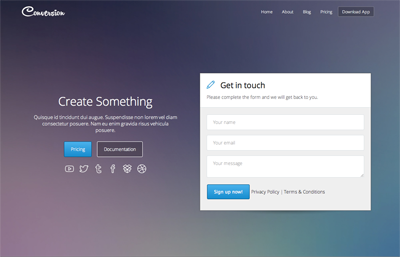 Conversion
Home About Blog Pricing Download App
Create Something
Quisque id tincidunt dui augue. Suspendisse non lorem vel diam
consectetur posuere. Nam eu enim gravida risus vehicula
posuere.
Pricing Documentation
Get in touch
Please complete the form and we will get back to you.
Your name
Your email
Your message
Sign up now! Privacy Policy | Terms & Conditions